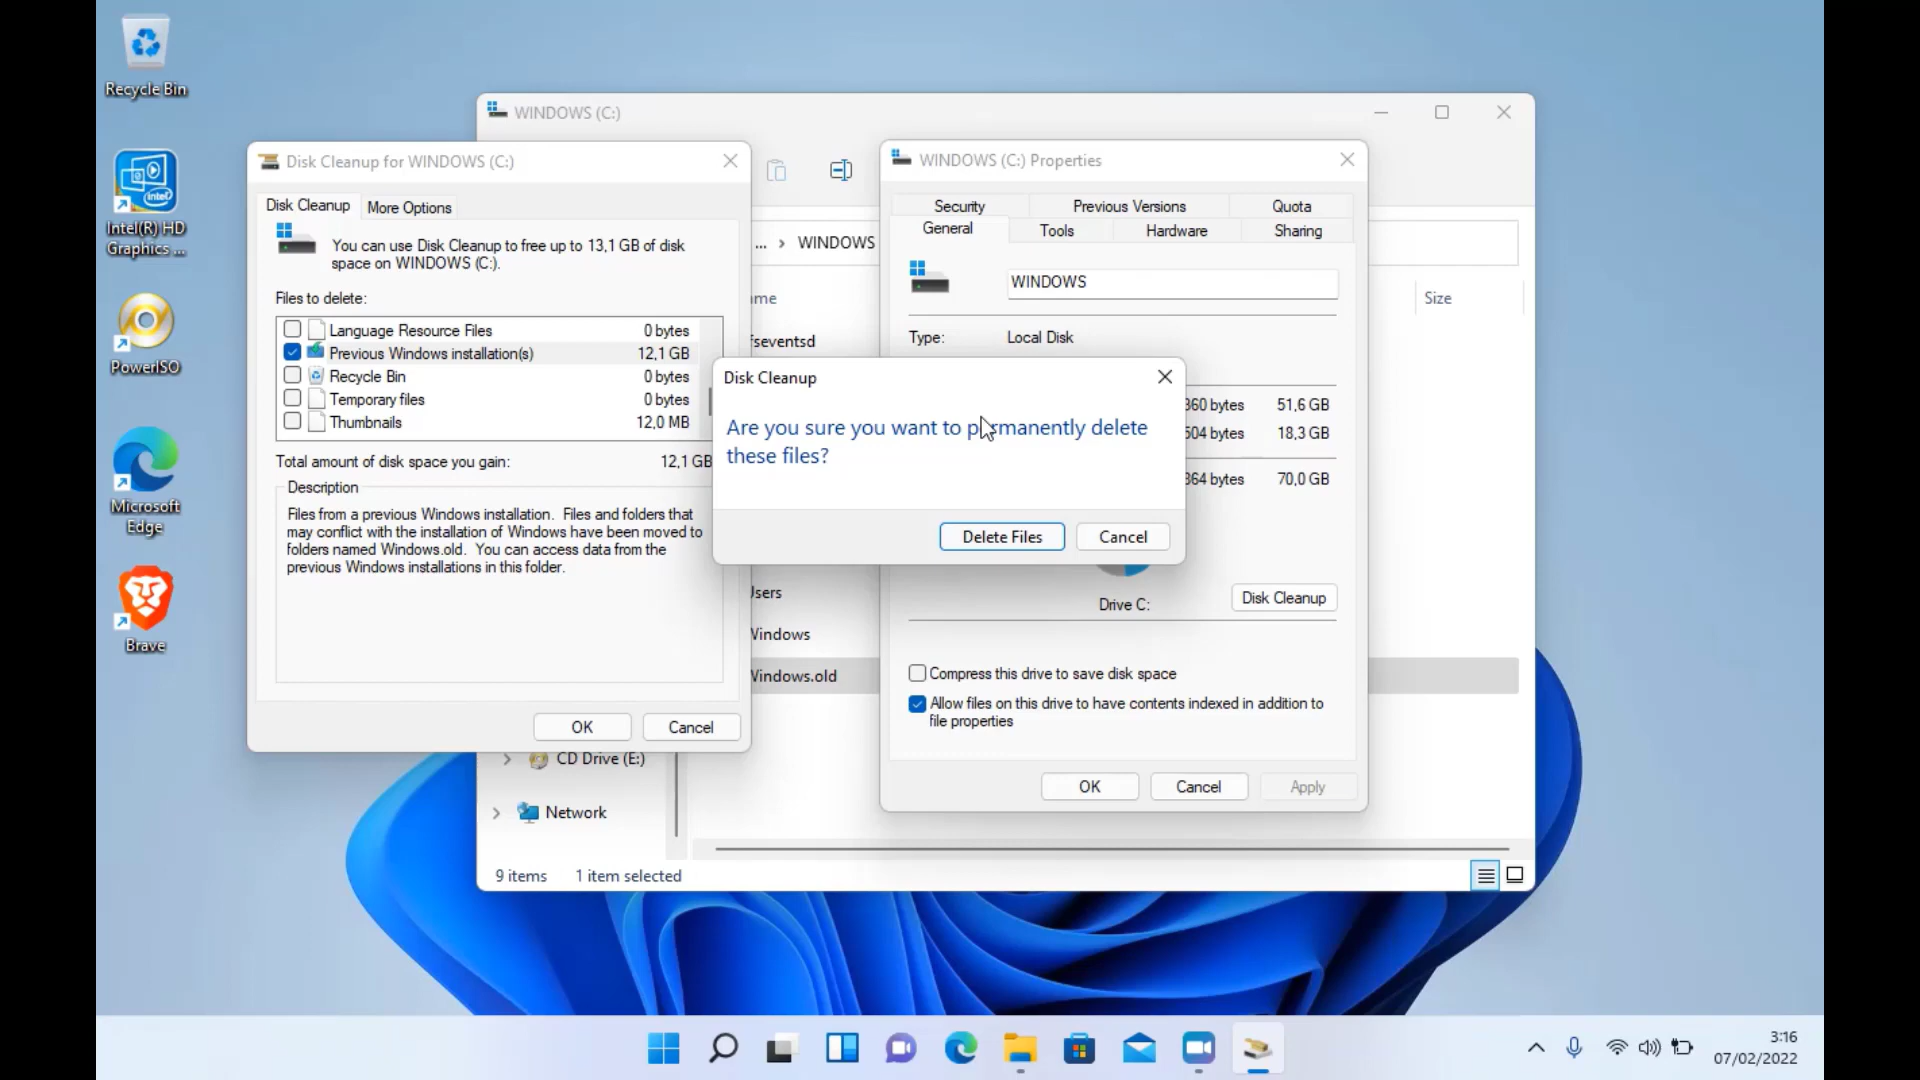 Recycle Bin
Intel(R) HD
Graphics ...
PowerISO
Microsoft
Edge
Brave
WINDOWS (C:)
... › WINDOWS
Size
CD Drive (E:)
Network
9 items
1 item selected
Windows.old
Disk Cleanup for WINDOWS (C:)
Disk Cleanup
More Options
You can use Disk Cleanup to free up to 13,1 GB of disk
space on WINDOWS (C:).
Files to delete:
Language Resource Files 0 bytes
Previous Windows installation(s) 12,1 GB
Recycle Bin 0 bytes
Temporary files 0 bytes
Thumbnails 12,0 MB
Total amount of disk space you gain: 12,1 GB
Description
Files from a previous Windows installation. Files and folders that
may conflict with the installation of Windows have been moved to
folders named Windows.old. You can access data from the
previous Windows installations in this folder.
OK
Cancel
WINDOWS (C:) Properties
Security
Previous Versions
Quota
General
Tools
Hardware
Sharing
WINDOWS
Type: Local Disk
360 bytes 51,6 GB
504 bytes 18,3 GB
364 bytes 70,0 GB
Drive C:
Disk Cleanup
Compress this drive to save disk space
Allow files on this drive to have contents indexed in addition to
file properties
OK
Cancel
Apply
Disk Cleanup
Are you sure you want to permanently delete
these files?
Delete Files
Cancel
intel
3:16
07/02/2022